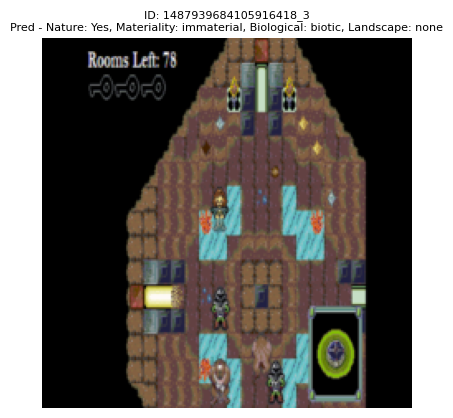 ID: 1487939684105916418_3
Pred - Nature: Yes, Materiality: immaterial, Biological: biotic, Landscape: none
Rooms Left: 78